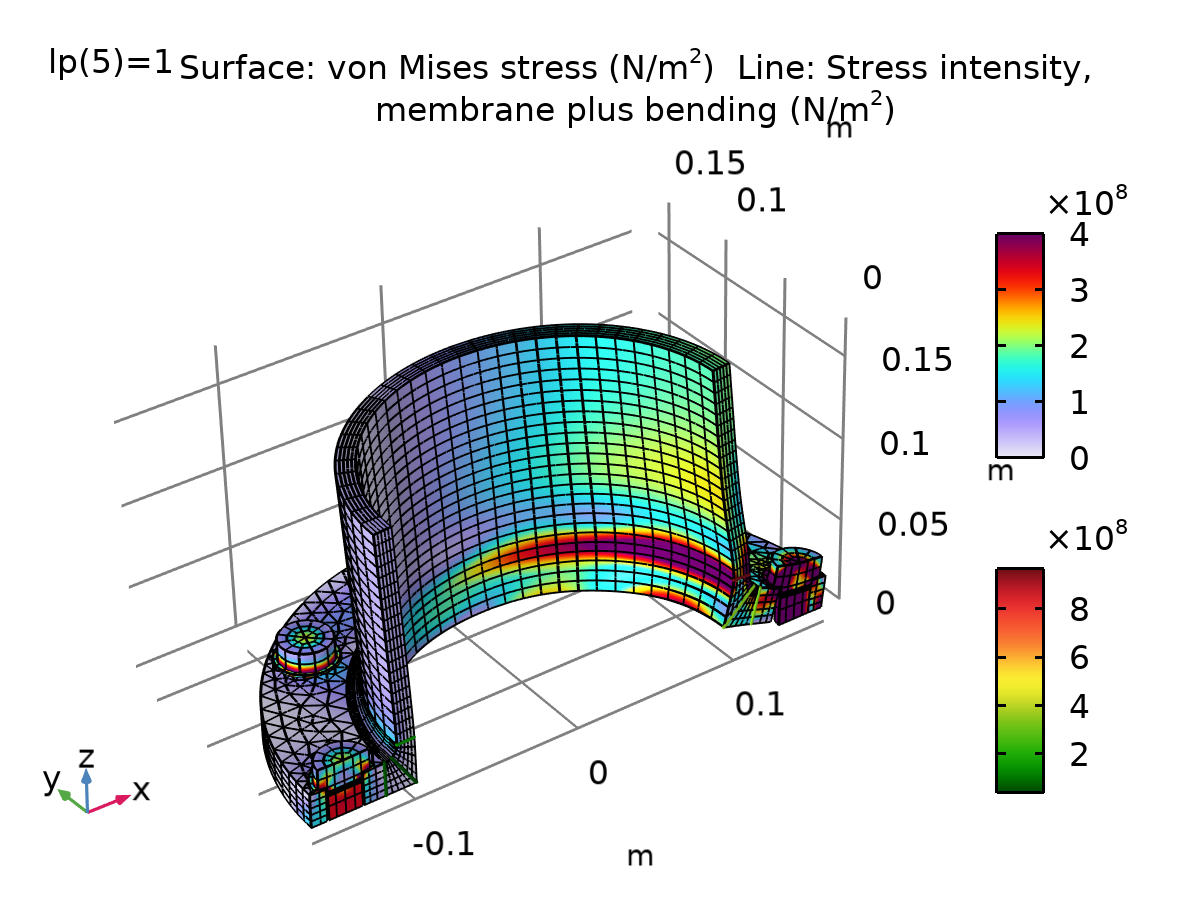 lp(5)=1 Surface: von Mises stress (N/m²) Line: Stress intensity,
membrane plus bending (N/m²)
m
0.15
0.1
×10⁸
4
0
3
0.15
2
1
0.1
0
m
0.05
×10⁸
0
8
6
0.1
4
z
2
0
y
x
-0.1
m